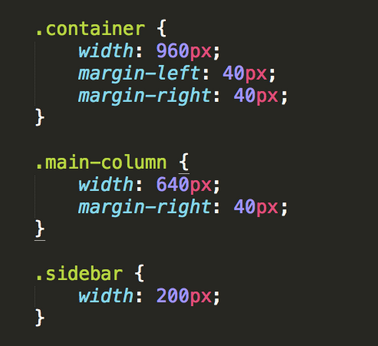 .container {
    width: 960px;
    margin-left: 40px;
    margin-right: 40px;
}

.main-column {
    width: 640px;
    margin-right: 40px;
}

.sidebar {
    width: 200px;
}